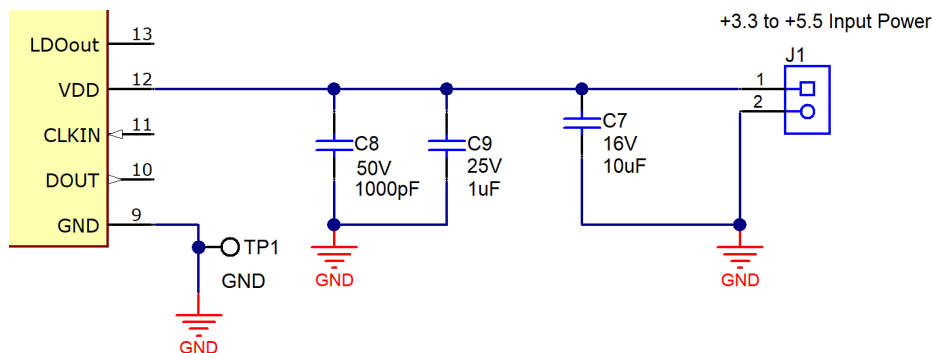 +3.3 to +5.5 Input Power
J1
LDOout 13
VDD 12
1
2
CLKIN 11
DOUT 10
GND 9
C8
50V
1000pF
C9
25V
1uF
C7
16V
10uF
TP1
GND
GND
GND
GND